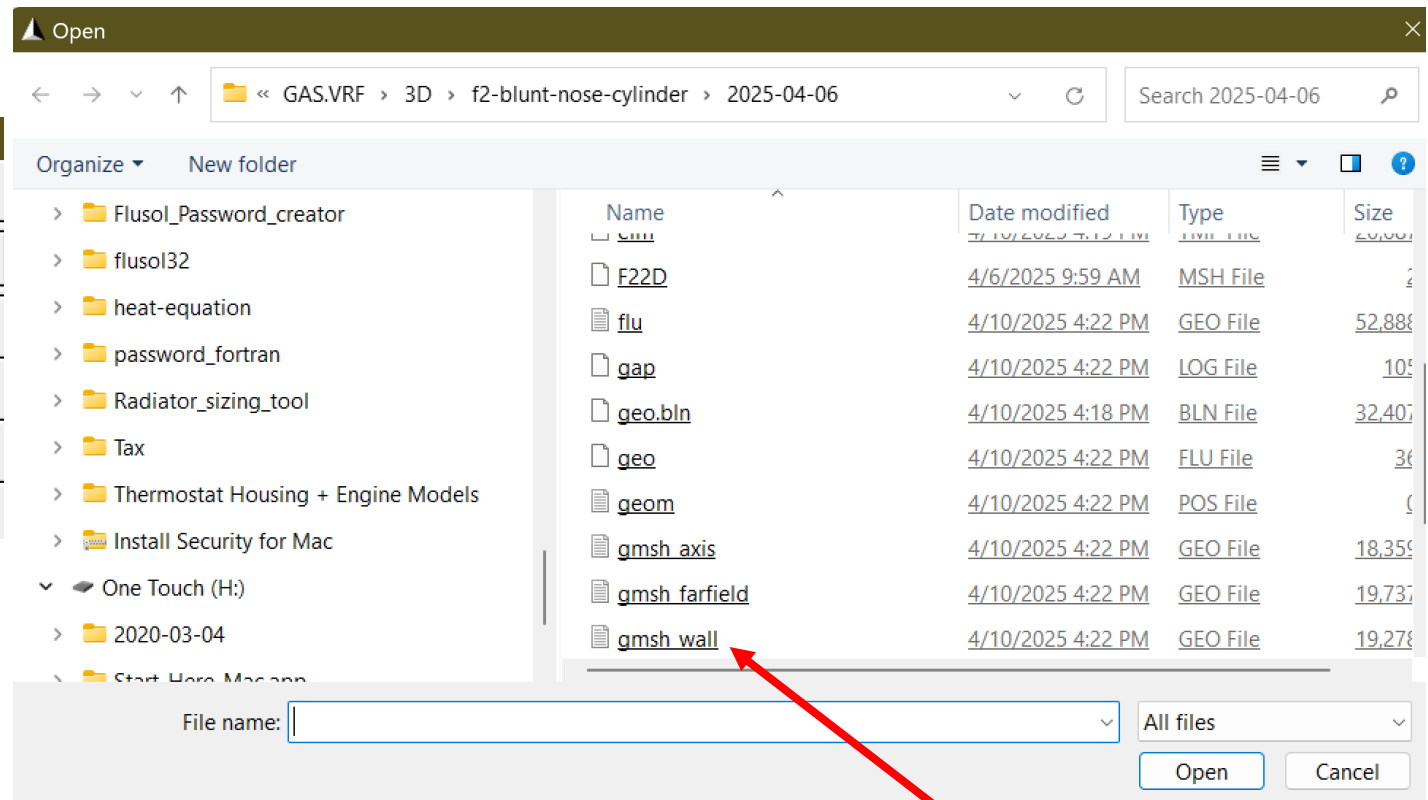 Open
« GAS.VRF › 3D › f2-blunt-nose-cylinder › 2025-04-06
Search 2025-04-06
Organize New folder
Flusol_Password_creator
flusol32
heat-equation
password_fortran
Radiator_sizing_tool
Tax
Thermostat Housing + Engine Models
Install Security for Mac
One Touch (H:)
2020-03-04
Name Date modified Type Size
F22D 4/6/2025 9:59 AM MSH File
flu 4/10/2025 4:22 PM GEO File 52,888
gap 4/10/2025 4:22 PM LOG File 105
geo.bln 4/10/2025 4:18 PM BLN File 32,407
geo 4/10/2025 4:22 PM FLU File 36
geom 4/10/2025 4:22 PM POS File
gmsh_axis 4/10/2025 4:22 PM GEO File 18,359
gmsh_farfield 4/10/2025 4:22 PM GEO File 19,737
gmsh_wall 4/10/2025 4:22 PM GEO File 19,278
File name: All files
Open Cancel